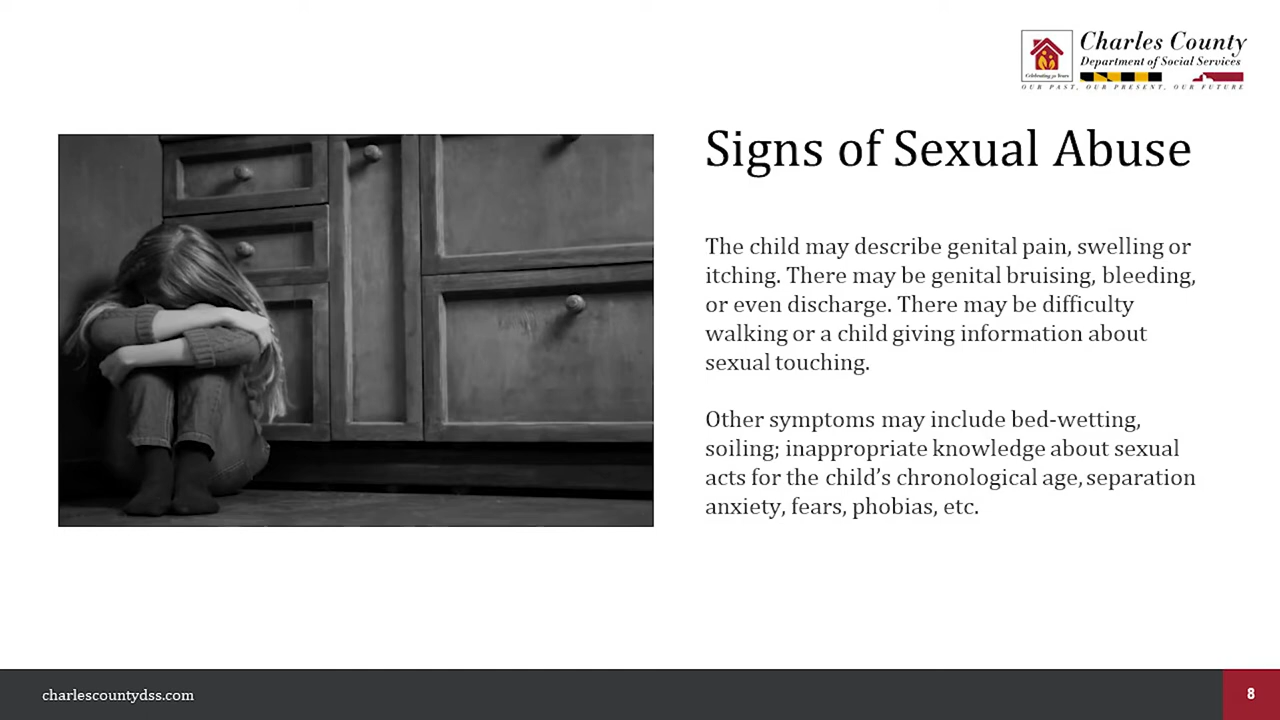 Charles County
Department of Social Services
Celebrating 50 Years
OUR PAST, OUR PRESENT, OUR FUTURE
Signs of Sexual Abuse
The child may describe genital pain, swelling or
itching. There may be genital bruising, bleeding,
or even discharge. There may be difficulty
walking or a child giving information about
sexual touching.
Other symptoms may include bed-wetting,
soiling; inappropriate knowledge about sexual
acts for the child’s chronological age, separation
anxiety, fears, phobias, etc.
charlescountydss.com
8